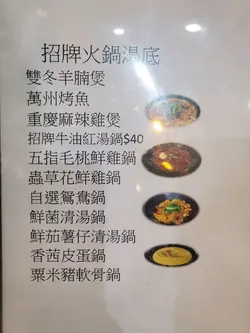 招牌火鍋湯底
雙冬羊腩煲
萬州烤魚
重慶麻辣雞煲
招牌牛油紅湯鍋$40
五指毛桃鮮雞鍋
蟲草花鮮雞鍋
自選鴛鴦鍋
鮮菌清湯鍋
鮮茄薯仔清湯鍋
香茜皮蛋鍋
粟米豬軟骨鍋